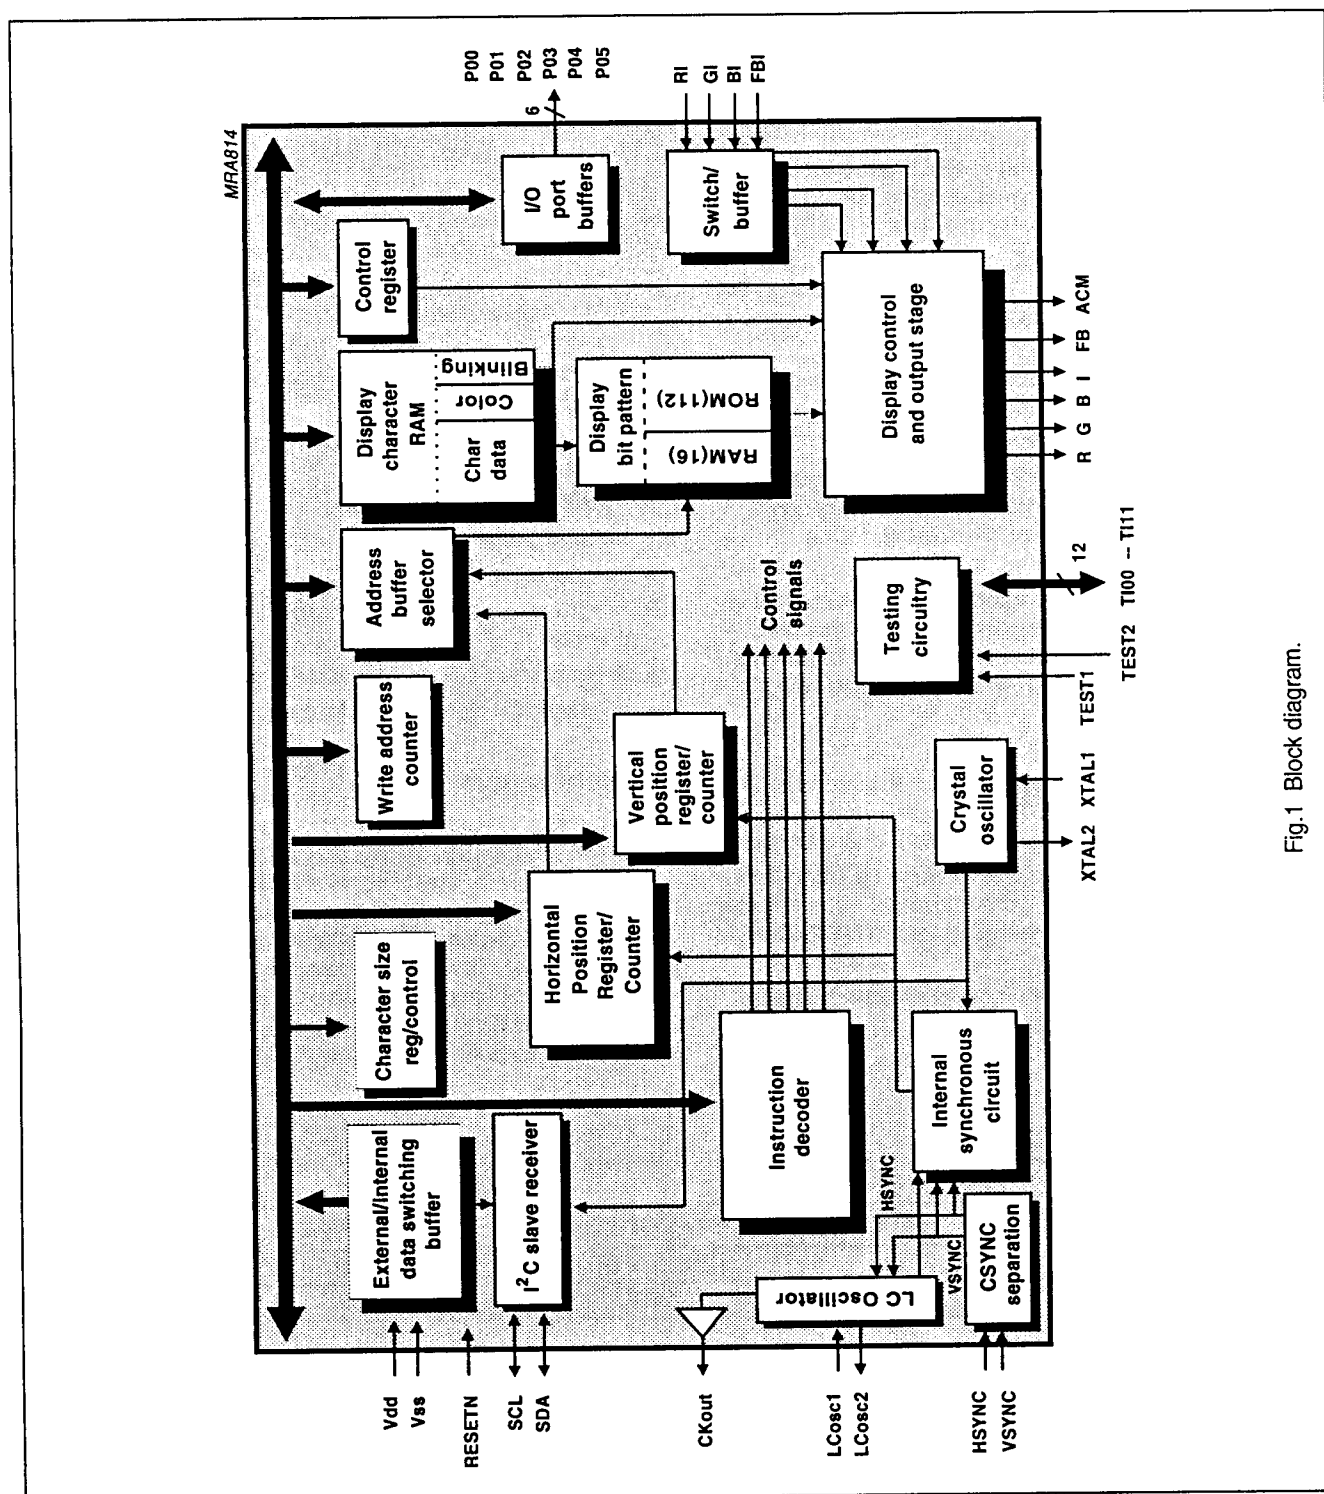 MRA814
P00
P01
P02
P03
P04
P05
6
RI
GI
BI
FBI
I/O
port
buffers
Switch/
buffer
Control
register
Display
character
RAM
Char
data
Color
Blinking
Display
bit pattern
RAM(16)
ROM(112)
Display control
and output stage
R
G
B
I
FB
ACM
Address
buffer
selector
Write address
counter
Vertical
position
register/
counter
Horizontal
Position
Register/
Counter
Character size
reg/control
Control
signals
Testing
circuitry
12
TI00 – TI11
TEST2
TEST1
Crystal
oscillator
XTAL1
XTAL2
External/Internal
data switching
buffer
I²C slave receiver
Instruction
decoder
Internal
synchronous
circuit
HSYNC
VSYNC
LC Oscillator
CSYNC
separation
Vdd
Vss
RESETN
SCL
SDA
CKout
LCosc1
LCosc2
HSYNC
VSYNC
Fig.1 Block diagram.